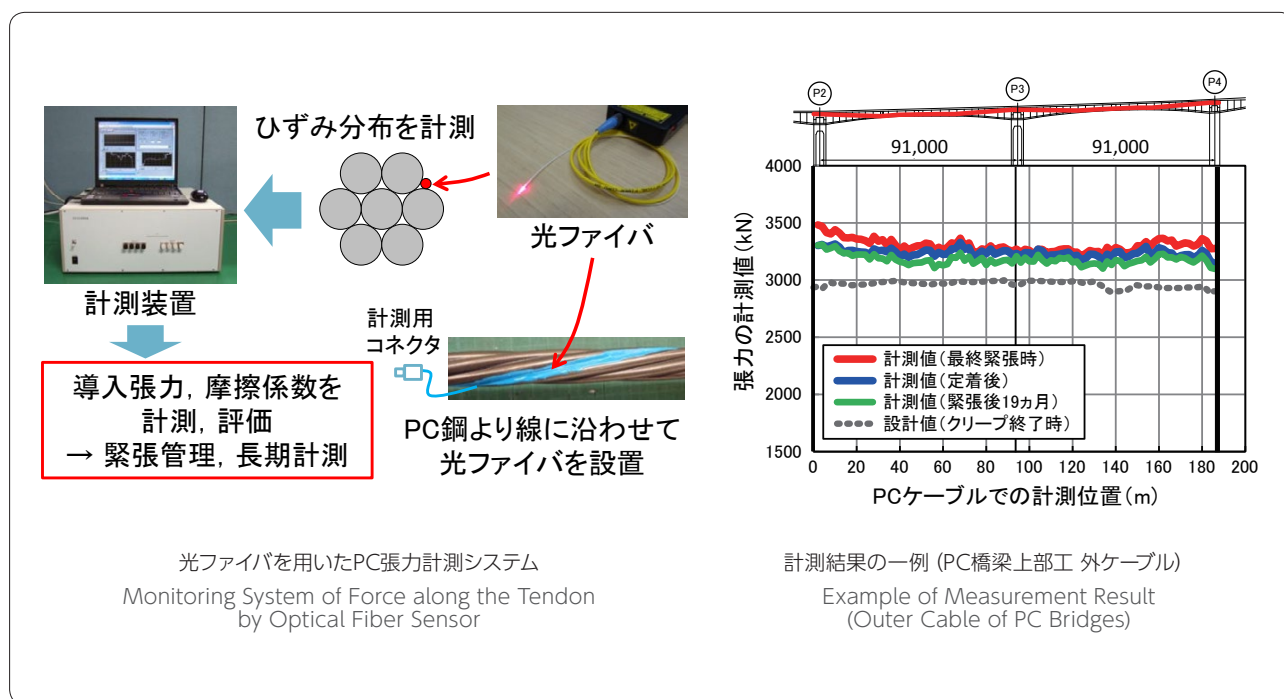 ひずみ分布を計測
光ファイバ
計測装置
計測用
コネクタ
導入張力, 摩擦係数を
計測, 評価
→ 緊張管理, 長期計測
PC鋼より線に沿わせて
光ファイバを設置
光ファイバを用いたPC張力計測システム
Monitoring System of Force along the Tendon
by Optical Fiber Sensor
P2
P3
P4
91,000
91,000
張力の計測値(kN)
4000
3500
3000
2500
2000
1500
計測値(最終緊張時)
計測値(定着後)
計測値(緊張後19ヵ月)
設計値(クリープ終了時)
0 20 40 60 80 100 120 140 160 180 200
PCケーブルでの計測位置(m)
計測結果の一例 (PC橋梁上部工 外ケーブル)
Example of Measurement Result
(Outer Cable of PC Bridges)